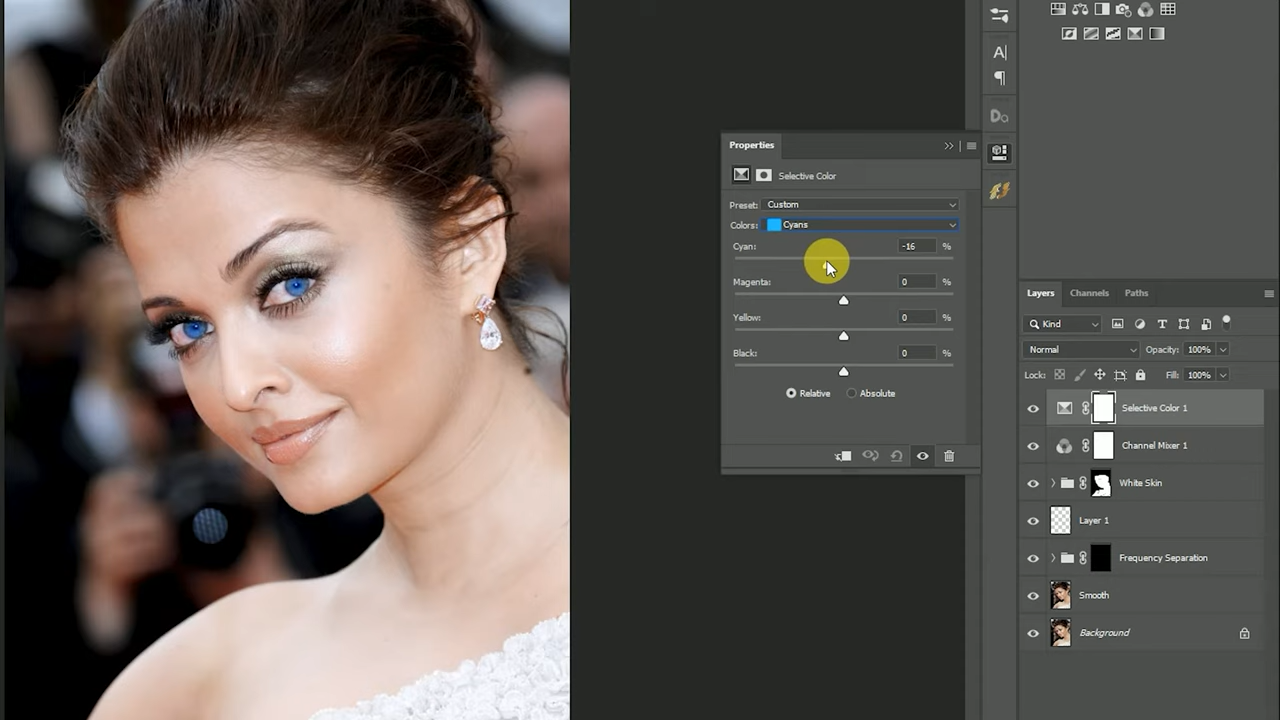 Properties
Selective Color
Preset: Custom
Colors: Cyans
Cyan: -16 %
Magenta: 0 %
Yellow: 0 %
Black: 0 %
Relative Absolute
A|
Layers Channels Paths
Kind T
Normal Opacity: 100%
Lock: Fill: 100%
Selective Color 1
Channel Mixer 1
White Skin
Layer 1
Frequency Separation
Smooth
Background